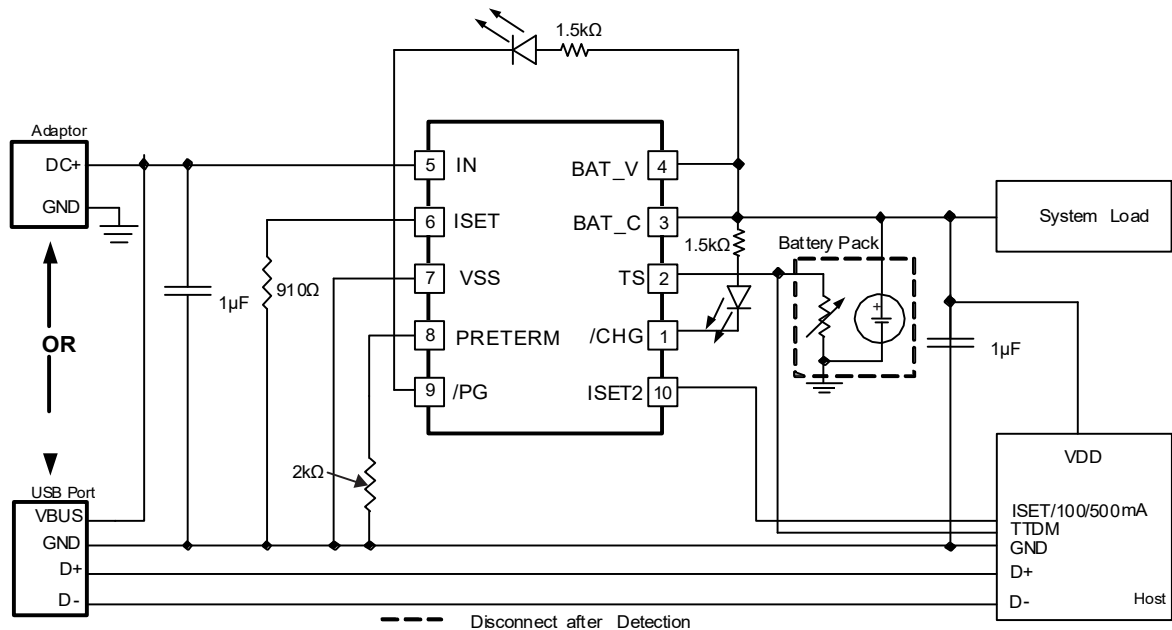 1.5kΩ
Adaptor
DC+
GND
OR
USB Port
VBUS
GND
D+
D-
1µF
910Ω
2kΩ
5 IN
6 ISET
7 VSS
8 PRETERM
9 /PG
BAT_V 4
BAT_C 3
TS 2
/CHG 1
ISET2 10
1.5kΩ
Battery Pack
+
System Load
1µF
VDD
ISET/100/500mA
TTDM
GND
D+
D-
Host
Disconnect after Detection